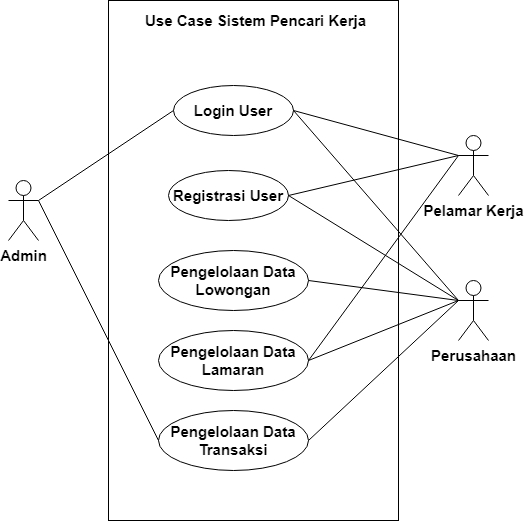 Use Case Sistem Pencari Kerja
Login User
Registrasi User
Pelamar Kerja
Admin
Pengelolaan Data
Lowongan
Perusahaan
Pengelolaan Data
Lamaran
Pengelolaan Data
Transaksi